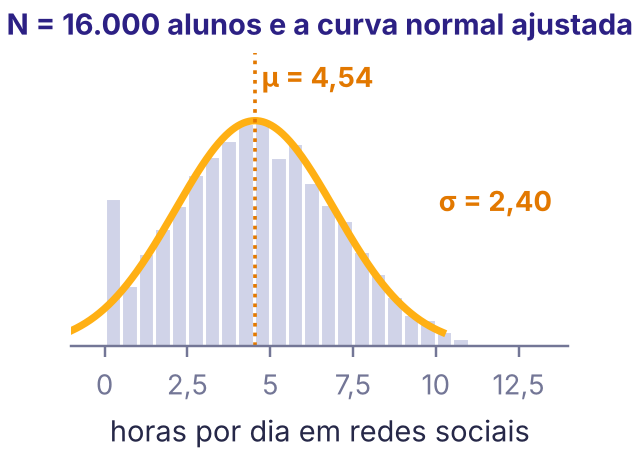 N = 16.000 alunos e a curva normal ajustada
μ = 4,54
σ = 2,40
0 2,5 5 7,5 10 12,5
horas por dia em redes sociais